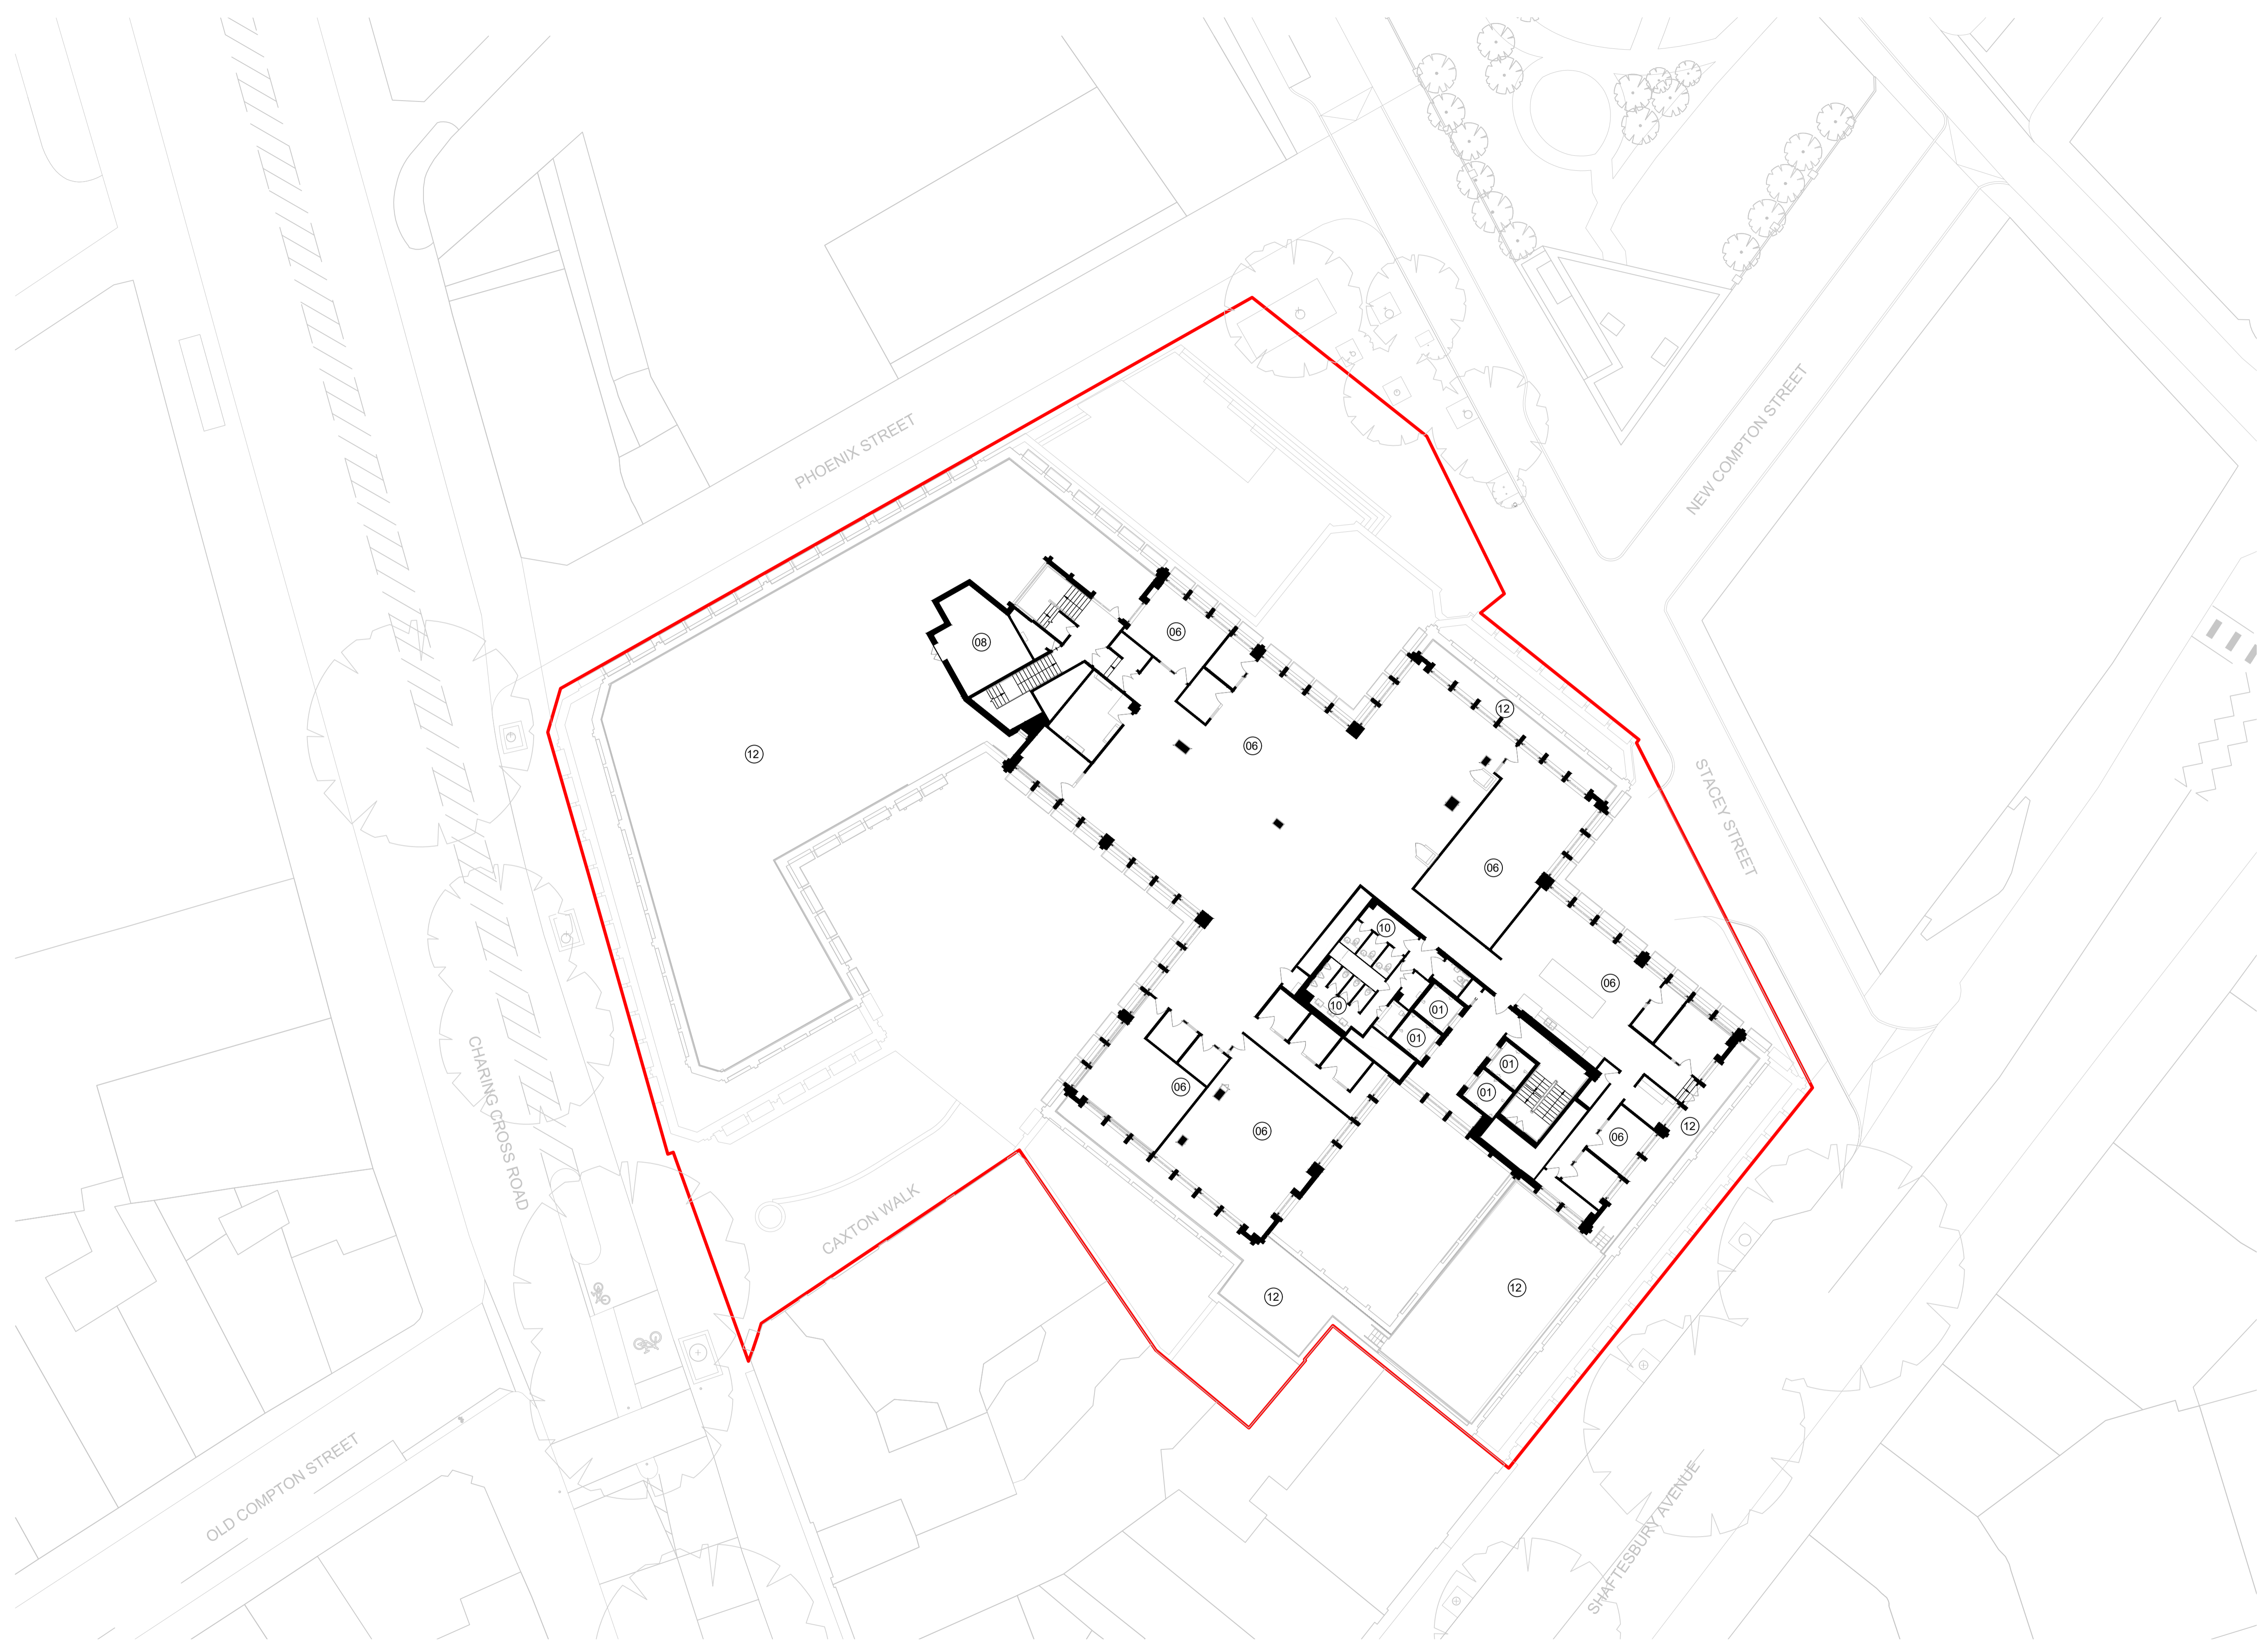 PHOENIX STREET
NEW COMPTON STREET
08
06
12
06
12
STACEY STREET
06
10
06
10
01
01
CHARING CROSS ROAD
01
06
01
06
12
06
CAXTON WALK
12
12
OLD COMPTON STREET
SHAFTESBURY AVENUE